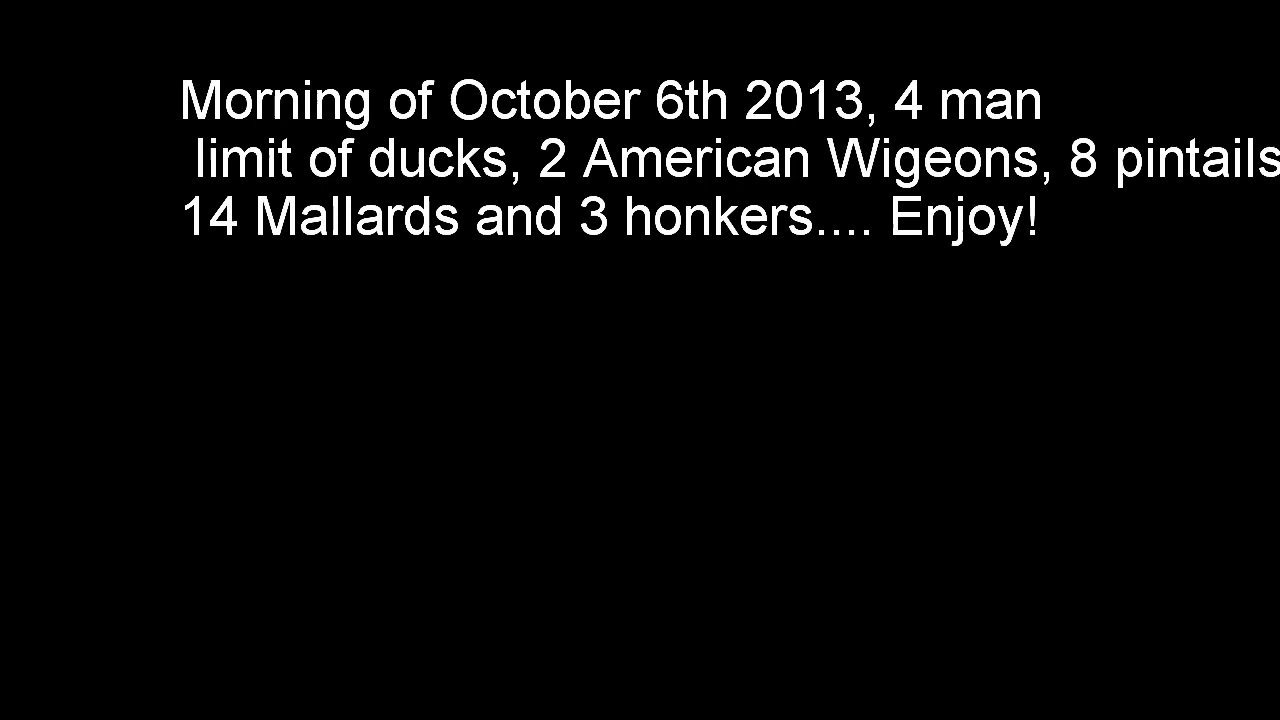 Morning of October 6th 2013, 4 man
limit of ducks, 2 American Wigeons, 8 pintails
14 Mallards and 3 honkers.... Enjoy!